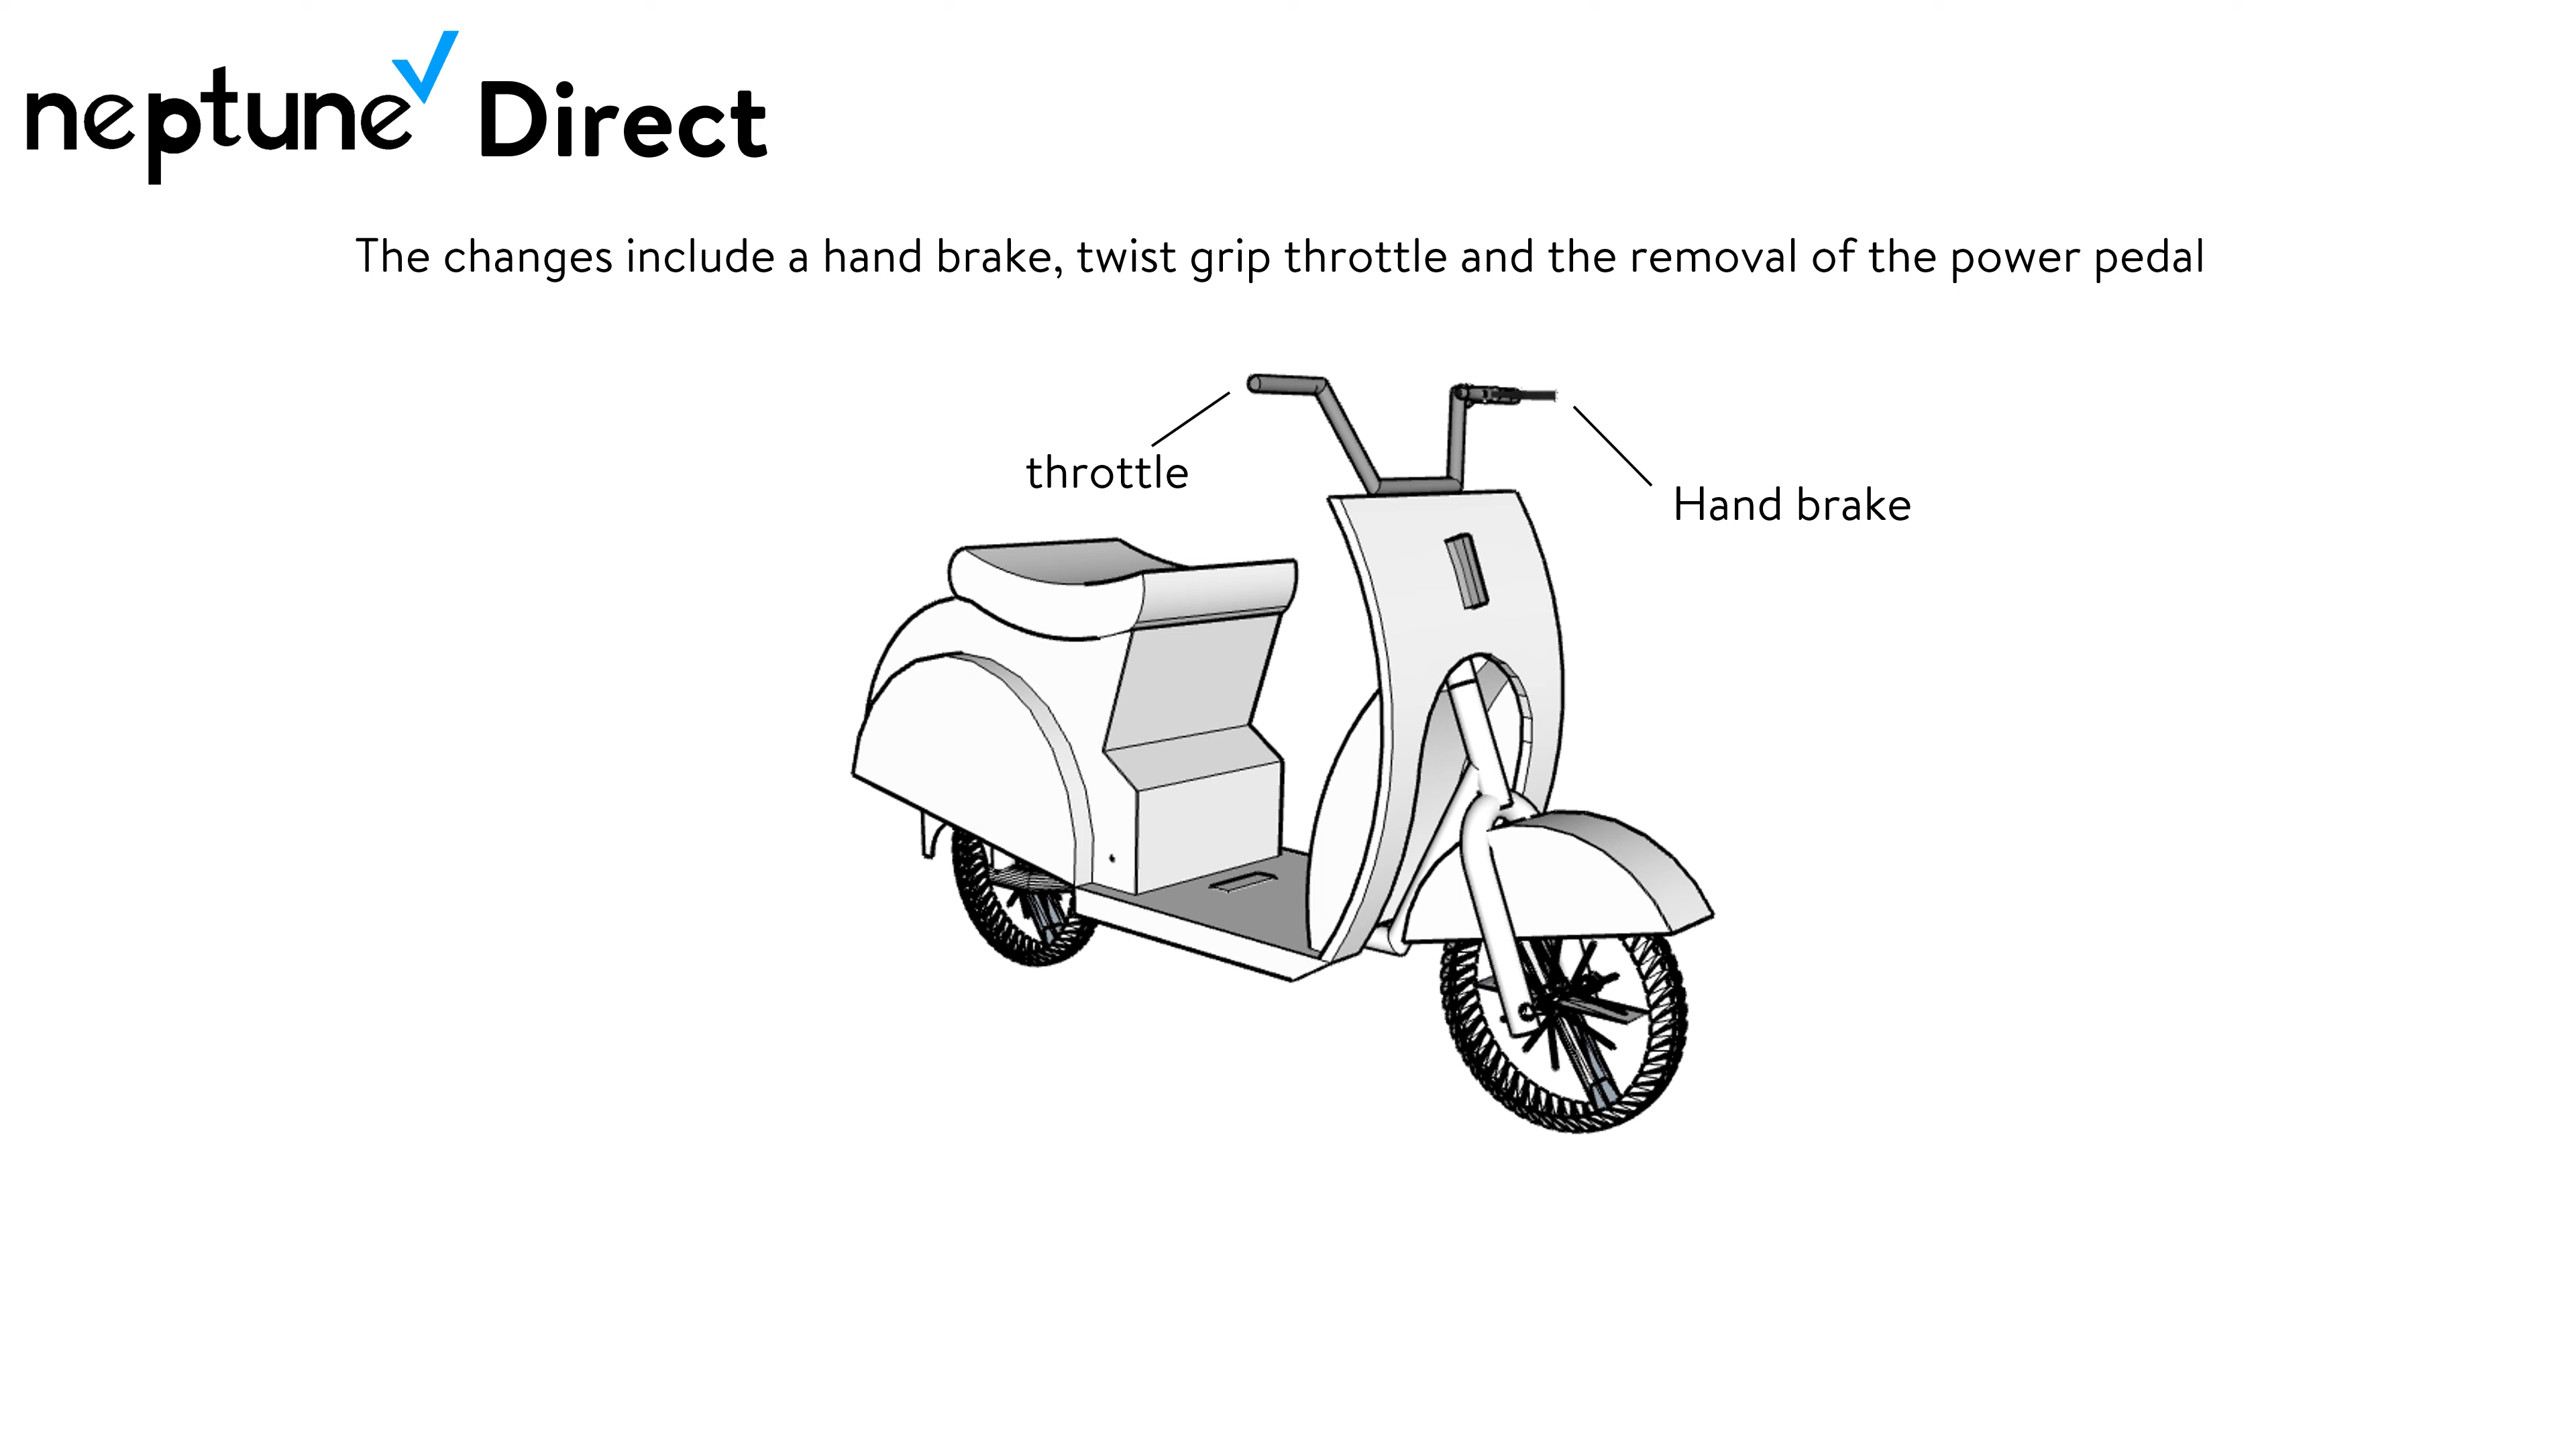 neptune Direct
The changes include a hand brake, twist grip throttle and the removal of the power pedal
throttle
Hand brake